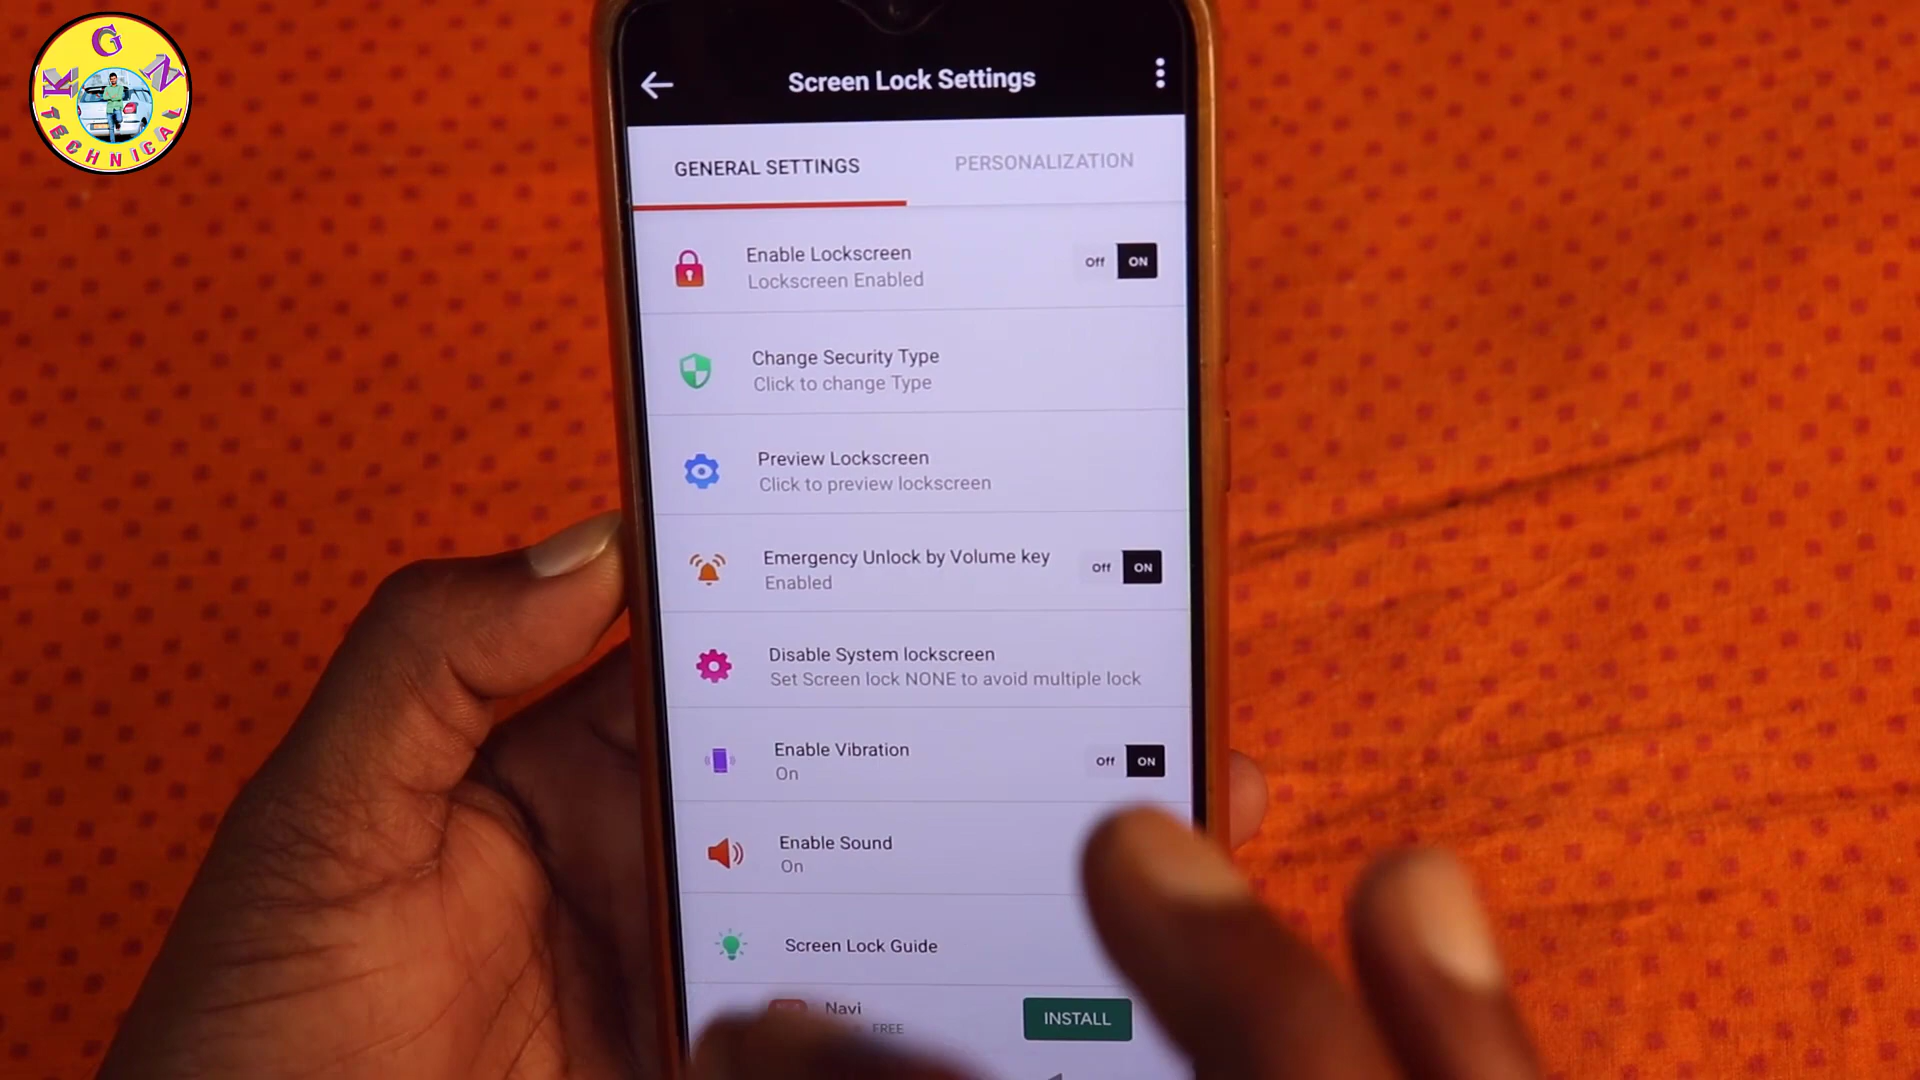 KGN
TECHNICAL
Screen Lock Settings
GENERAL SETTINGS
PERSONALIZATION
Enable Lockscreen
Lockscreen Enabled
Off ON
Change Security Type
Click to change Type
Preview Lockscreen
Click to preview lockscreen
Emergency Unlock by Volume key
Enabled
Off ON
Disable System lockscreen
Set Screen lock NONE to avoid multiple lock
Enable Vibration
On
Off ON
Enable Sound
On
Screen Lock Guide
Navi
FREE
INSTALL